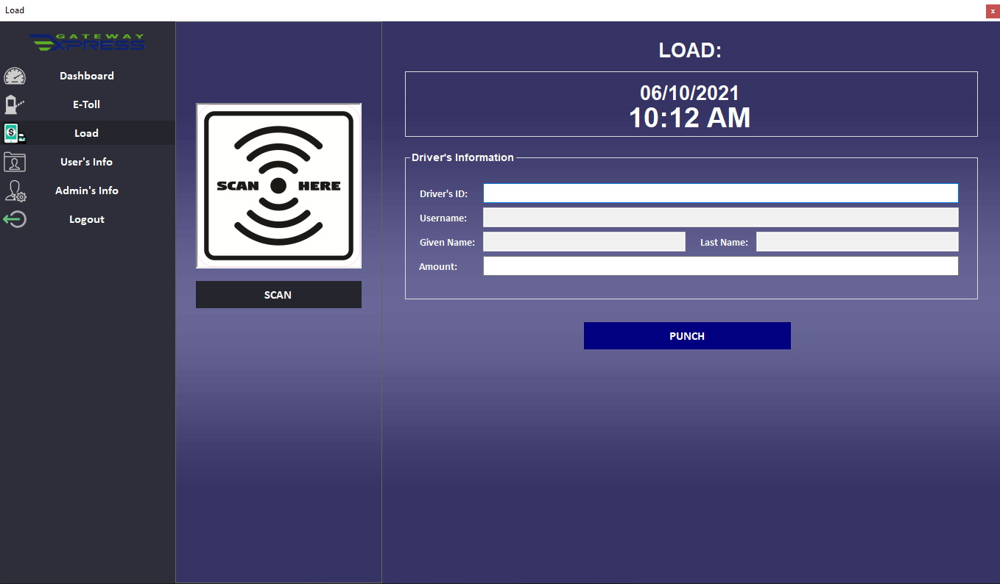 Load
x
GATEWAY
XPRESS
Dashboard
E-Toll
Load
User's Info
Admin's Info
Logout
SCAN HERE
SCAN
LOAD:
06/10/2021
10:12 AM
Driver's Information
Driver's ID:
Username:
Given Name: Last Name:
Amount:
PUNCH